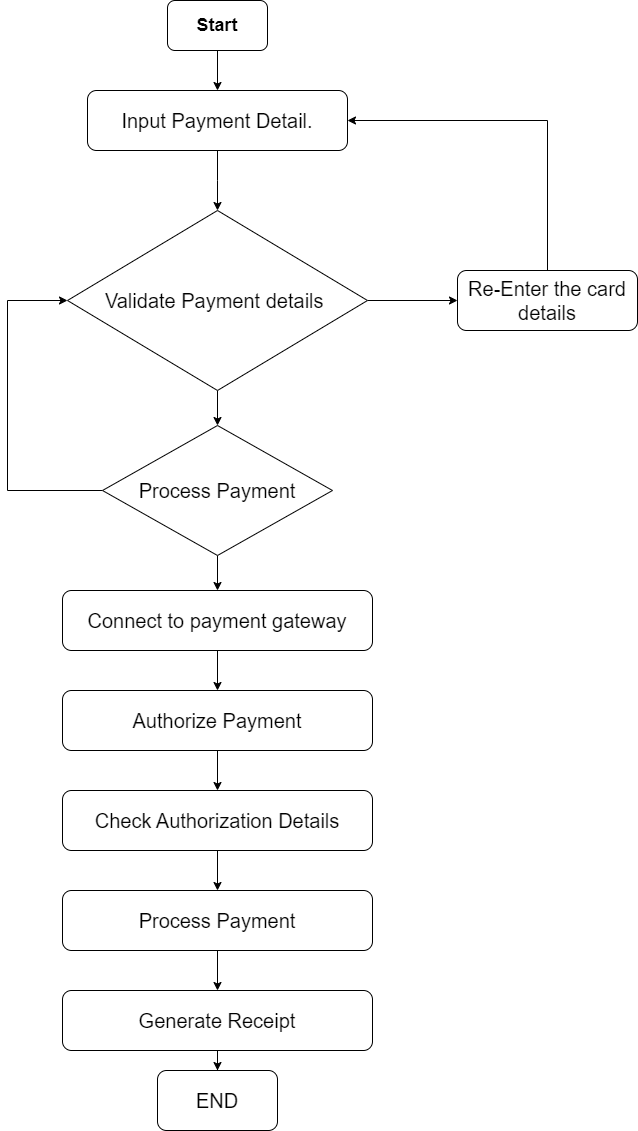 Start
Input Payment Detail.
Validate Payment details
Re-Enter the card
details
Process Payment
Connect to payment gateway
Authorize Payment
Check Authorization Details
Process Payment
Generate Receipt
END